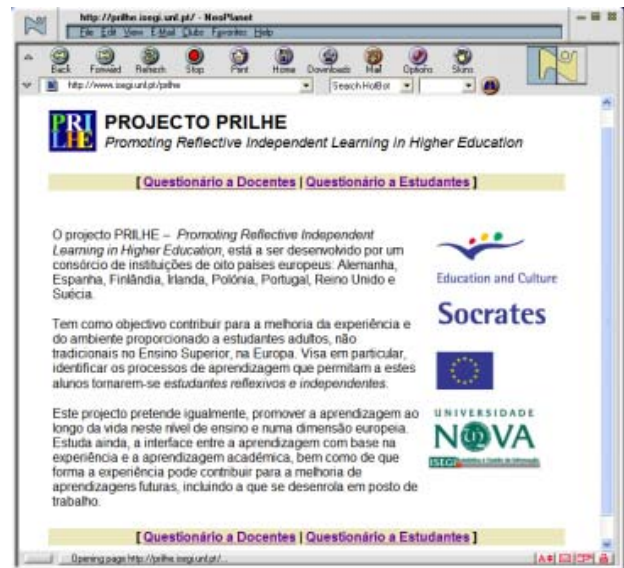 http://prilhe.isegi.unl.pt/ - NeoPlanet
File Edit View E-Mail Clubs Favorites Help
Back Forward Refresh Stop Print Home Downloads Mail Options Skins
http://www.isegi.unl.pt/prilhe Search HotBot
PRI
LHE
PROJECTO PRILHE
Promoting Reflective Independent Learning in Higher Education
[ Questionário a Docentes | Questionário a Estudantes ]
O projecto PRILHE – Promoting Reflective Independent
Learning in Higher Education, está a ser desenvolvido por um
consórcio de instituições de oito países europeus: Alemanha,
Espanha, Finlândia, Irlanda, Polónia, Portugal, Reino Unido e
Suécia.
Tem como objectivo contribuir para a melhoria da experiência e
do ambiente proporcionado a estudantes adultos, não
tradicionais no Ensino Superior, na Europa. Visa em particular,
identificar os processos de aprendizagem que permitam a estes
alunos tornarem-se estudantes reflexivos e independentes.
Este projecto pretende igualmente, promover a aprendizagem ao
longo da vida neste nível de ensino e numa dimensão europeia.
Estuda ainda, a interface entre a aprendizagem com base na
experiência e a aprendizagem académica, bem como de que
forma a experiência pode contribuir para a melhoria de
aprendizagens futuras, incluindo a que se desenrola em posto de
trabalho.
Education and Culture
Socrates
UNIVERSIDADE
NOVA
ISEGI
[ Questionário a Docentes | Questionário a Estudantes ]
Opening page http://prilhe.isegi.unl.pt/...